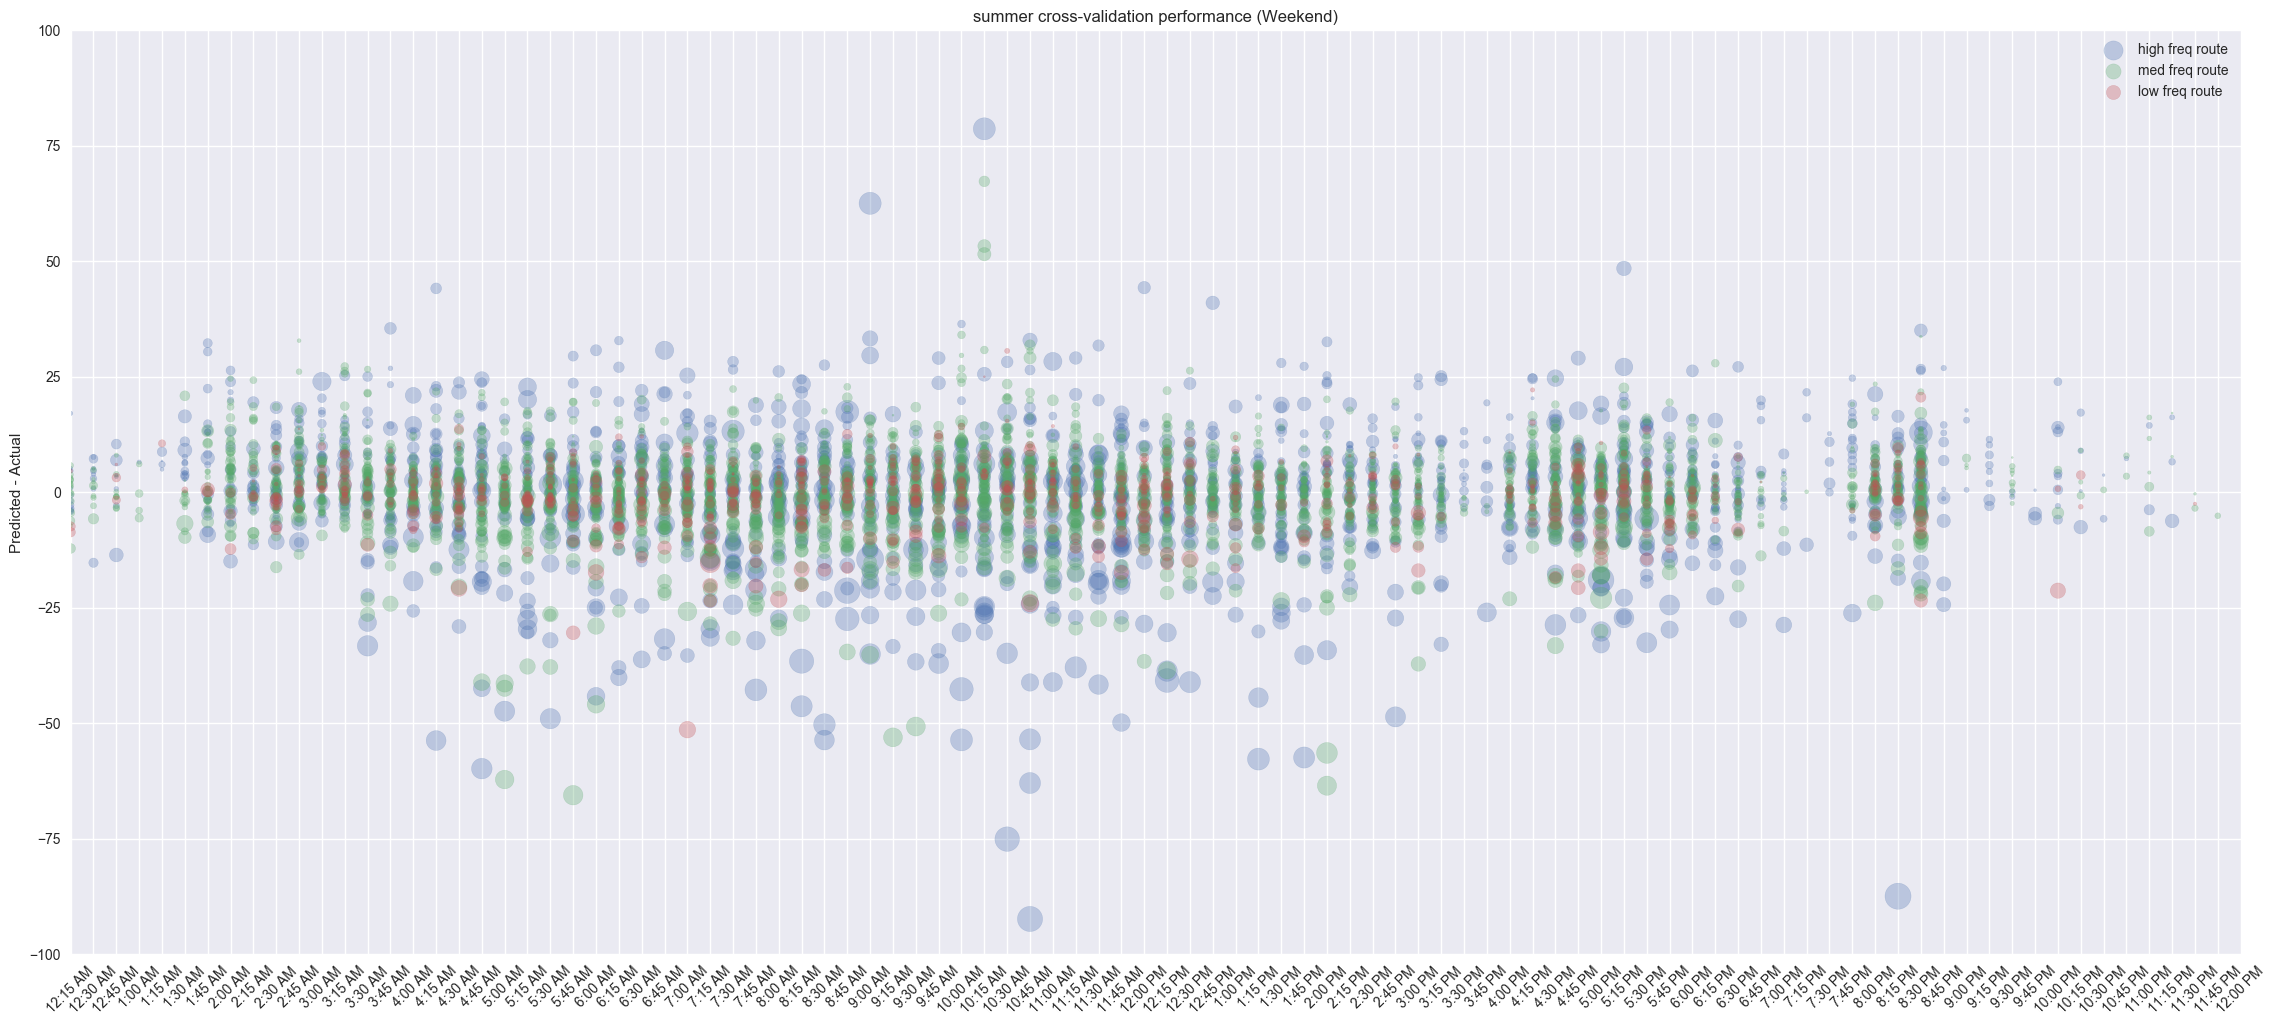 summer cross-validation performance (Weekend)
100
75
50
25
0
−25
−50
−75
−100
Predicted - Actual
high freq route
med freq route
low freq route
12:15 AM
12:30 AM
12:45 AM
1:00 AM
1:15 AM
1:30 AM
1:45 AM
2:00 AM
2:15 AM
2:30 AM
2:45 AM
3:00 AM
3:15 AM
3:30 AM
3:45 AM
4:00 AM
4:15 AM
4:30 AM
4:45 AM
5:00 AM
5:15 AM
5:30 AM
5:45 AM
6:00 AM
6:15 AM
6:30 AM
6:45 AM
7:00 AM
7:15 AM
7:30 AM
7:45 AM
8:00 AM
8:15 AM
8:30 AM
8:45 AM
9:00 AM
9:15 AM
9:30 AM
9:45 AM
10:00 AM
10:15 AM
10:30 AM
10:45 AM
11:00 AM
11:15 AM
11:30 AM
11:45 AM
12:00 PM
12:15 PM
12:30 PM
12:45 PM
1:00 PM
1:15 PM
1:30 PM
1:45 PM
2:00 PM
2:15 PM
2:30 PM
2:45 PM
3:00 PM
3:15 PM
3:30 PM
3:45 PM
4:00 PM
4:15 PM
4:30 PM
4:45 PM
5:00 PM
5:15 PM
5:30 PM
5:45 PM
6:00 PM
6:15 PM
6:30 PM
6:45 PM
7:00 PM
7:15 PM
7:30 PM
7:45 PM
8:00 PM
8:15 PM
8:30 PM
8:45 PM
9:00 PM
9:15 PM
9:30 PM
9:45 PM
10:00 PM
10:15 PM
10:30 PM
10:45 PM
11:00 PM
11:15 PM
11:30 PM
11:45 PM
12:00 PM